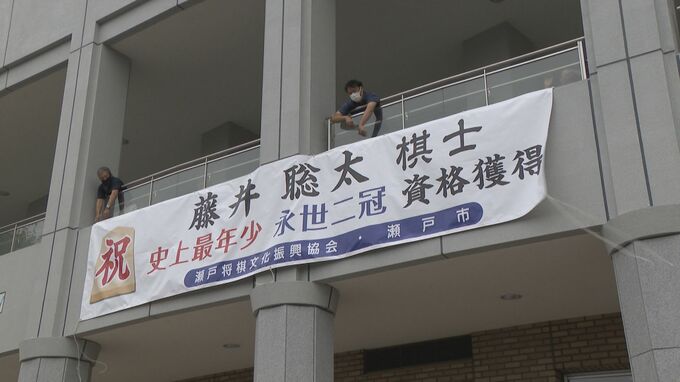 藤井 聡太 棋士
祝
史上最年少 永世二冠 資格獲得
瀬戸将棋文化振興協会・瀬戸市